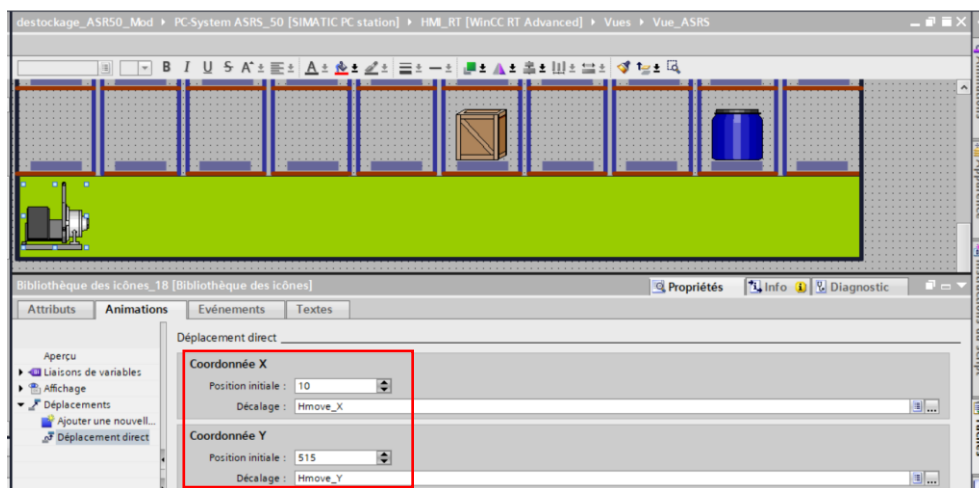 destockage_ASR50_Mod ▸ PC-System ASRS_50 [SIMATIC PC station] ▸ HMI_RT [WinCC RT Advanced] ▸ Vues ▸ Vue_ASRS
B I U S A
Bibliothèque des icônes_18 [Bibliothèque des icônes]
Propriétés Info Diagnostic
Attributs Animations Evénements Textes
Déplacement direct
Aperçu
Liaisons de variables
Affichage
Déplacements
Ajouter une nouvell...
Déplacement direct
Coordonnée X
Position initiale : 10
Décalage : Hmove_X
Coordonnée Y
Position initiale : 515
Décalage : Hmove_Y